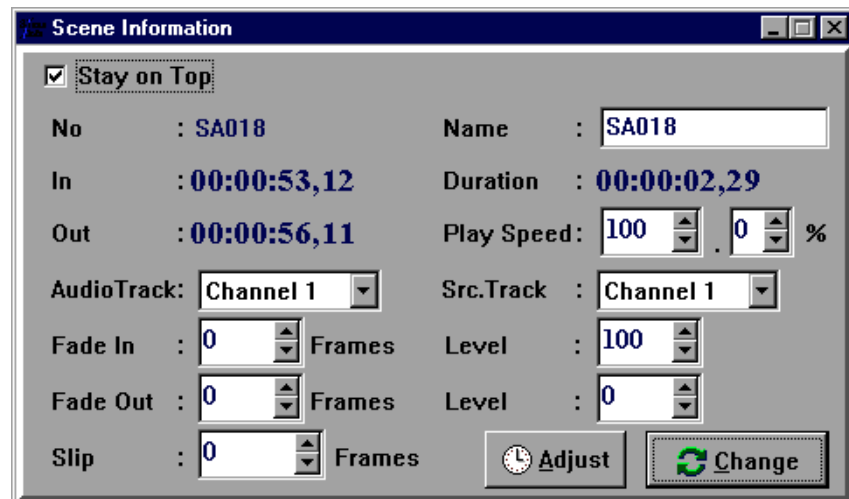 Scene Information
Stay on Top
No : SA018 Name : SA018
In : 00:00:53,12 Duration : 00:00:02,29
Out : 00:00:56,11 Play Speed : 100 . 0 %
AudioTrack: Channel 1 Src.Track : Channel 1
Fade In : 0 Frames Level : 100
Fade Out : 0 Frames Level : 0
Slip : 0 Frames Adjust Change